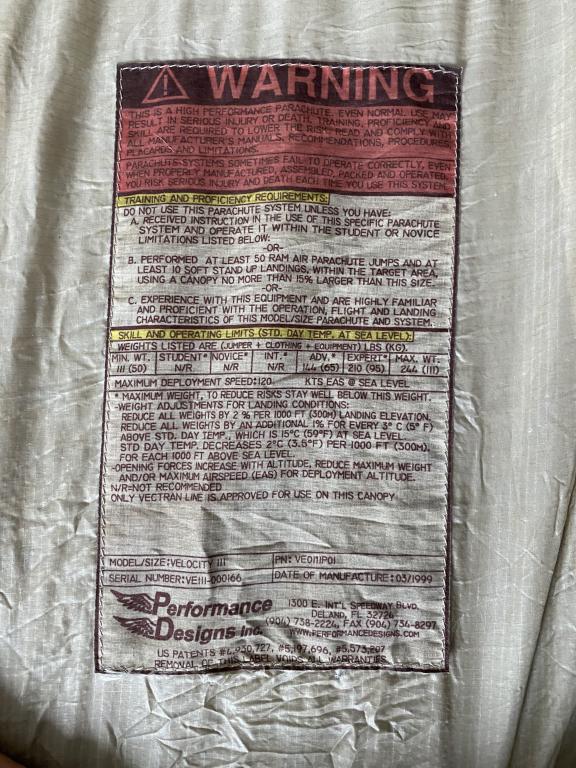 WARNING
THIS IS A HIGH PERFORMANCE PARACHUTE. EVEN NORMAL USE MAY
RESULT IN SERIOUS INJURY OR DEATH. TRAINING, PROFICIENCY AND
SKILL ARE REQUIRED TO LOWER THE RISK. READ AND COMPLY WITH
ALL MANUFACTURER'S MANUALS, RECOMMENDATIONS, PROCEDURES,
PLACARDS AND LIMITATIONS.
PARACHUTE SYSTEMS SOMETIMES FAIL TO OPERATE CORRECTLY, EVEN
WHEN PROPERLY MANUFACTURED, ASSEMBLED, PACKED AND OPERATED.
YOU RISK SERIOUS INJURY AND DEATH EACH TIME YOU USE THIS SYSTEM.
TRAINING AND PROFICIENCY REQUIREMENTS:
DO NOT USE THIS PARACHUTE SYSTEM UNLESS YOU HAVE:
A. RECEIVED INSTRUCTION IN THE USE OF THIS SPECIFIC PARACHUTE
SYSTEM AND OPERATE IT WITHIN THE STUDENT OR NOVICE
LIMITATIONS LISTED BELOW:
-OR-
B. PERFORMED AT LEAST 50 RAM AIR PARACHUTE JUMPS AND AT
LEAST 10 SOFT STAND UP LANDINGS, WITHIN THE TARGET AREA,
USING A CANOPY NO MORE THAN 15% LARGER THAN THIS SIZE.
-OR-
C. EXPERIENCE WITH THIS EQUIPMENT AND ARE HIGHLY FAMILIAR
AND PROFICIENT WITH THE OPERATION, FLIGHT AND LANDING
CHARACTERISTICS OF THIS MODEL/SIZE PARACHUTE AND SYSTEM.
SKILL AND OPERATING LIMITS (STD. DAY TEMP. AT SEA LEVEL):
WEIGHTS LISTED ARE (JUMPER + CLOTHING + EQUIPMENT) LBS (KG)
MIN. WT. STUDENT* NOVICE* INT.* ADV.* EXPERT* MAX. WT.
111 (50) N/R N/R N/R 144 (65) 210 (95) 244 (111)
MAXIMUM DEPLOYMENT SPEED:120 KTS EAS @ SEA LEVEL
* MAXIMUM WEIGHT, TO REDUCE RISKS STAY WELL BELOW THIS WEIGHT.
-WEIGHT ADJUSTMENTS FOR LANDING CONDITIONS:
REDUCE ALL WEIGHTS BY 2 % PER 1000 FT (300M) LANDING ELEVATION.
REDUCE ALL WEIGHTS BY AN ADDITIONAL 1% FOR EVERY 3° C (5° F)
ABOVE STD. DAY TEMP., WHICH IS 15°C (59°F) AT SEA LEVEL.
STD DAY TEMP. DECREASES 2°C (3.5°F) PER 1000 FT (300M).
FOR EACH 1000 FT ABOVE SEA LEVEL.
-OPENING FORCES INCREASE WITH ALTITUDE, REDUCE MAXIMUM WEIGHT
AND/OR MAXIMUM AIRSPEED (EAS) FOR DEPLOYMENT ALTITUDE.
N/R=NOT RECOMMENDED
ONLY VECTRAN LINE IS APPROVED FOR USE ON THIS CANOPY
MODEL/SIZE:VELOCITY 111 PN: VE0111P01
SERIAL NUMBER:VE111-000166 DATE OF MANUFACTURE:03/1999
Performance
Designs Inc.
1300 E. INT'L SPEEDWAY BLVD.
DELAND, FL 32724
(904) 738-2224, FAX (904) 734-8297
WWW.PERFORMANCEDESIGNS.COM
US PATENTS #4,930,727, #5,197,696, #5,573,207
REMOVAL OF THIS LABEL VOIDS ALL WARRANTIES